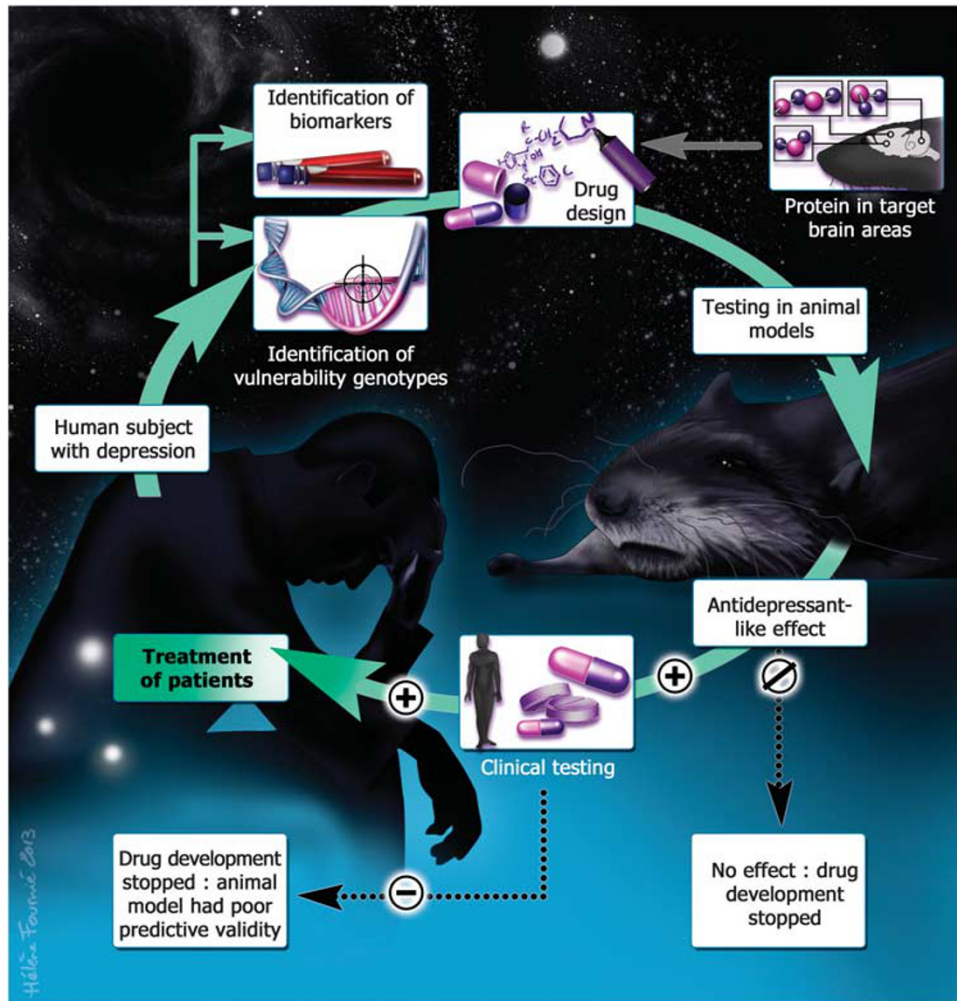 Identification of
biomarkers
Drug
design
Protein in target
brain areas
Identification of
vulnerability genotypes
Testing in animal
models
Human subject
with depression
Antidepressant-
like effect
Treatment
of patients
Clinical testing
Drug development
stopped : animal
model had poor
predictive validity
No effect : drug
development
stopped
Hélène Fournié 2013